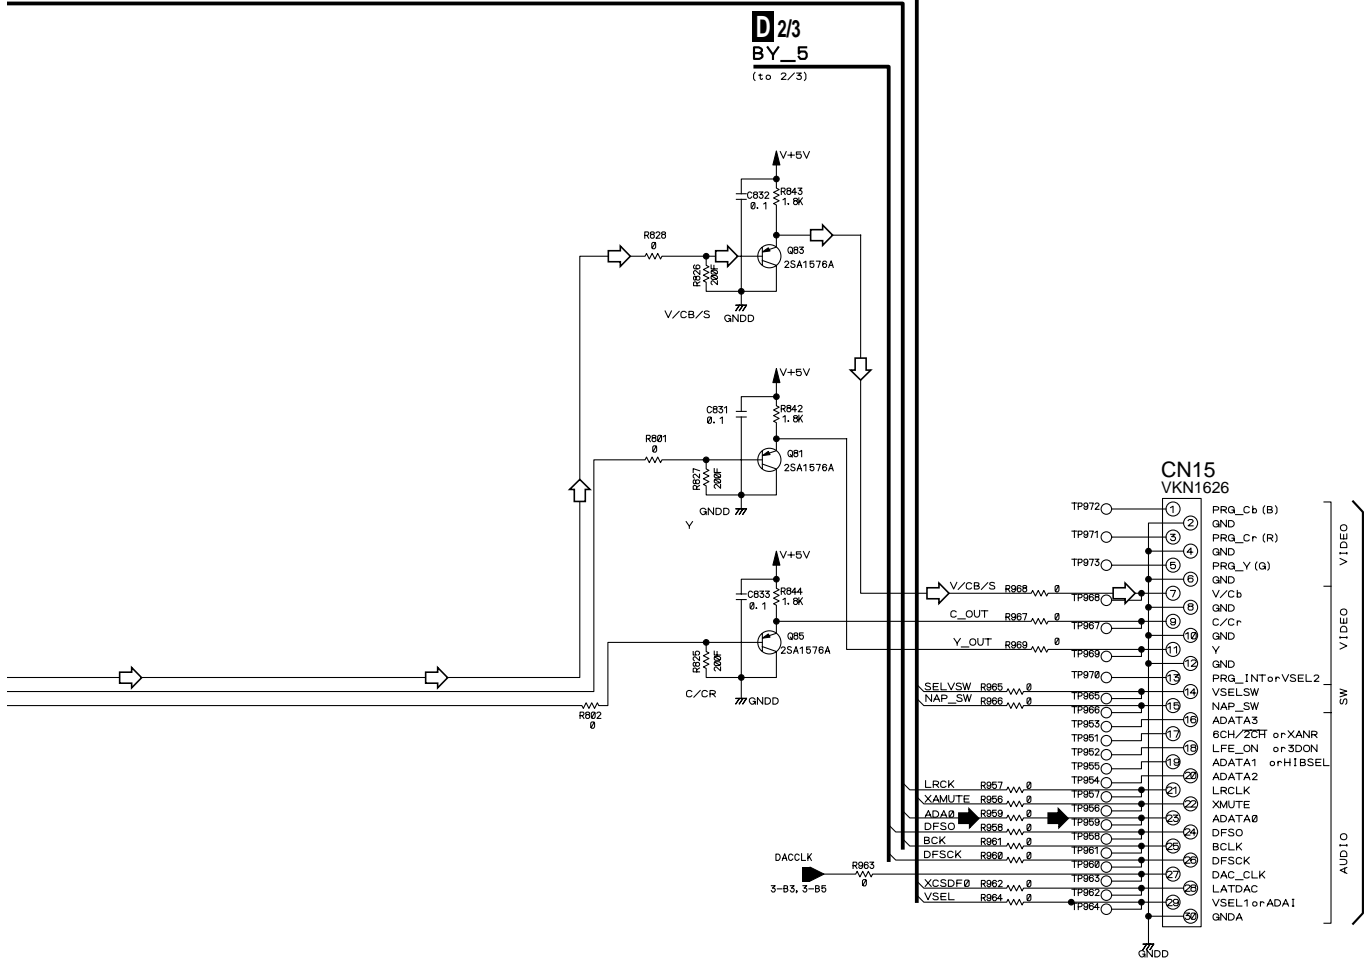 D 2/3
BY_5
(to 2/3)
V+5V
C832
0.1
R843
1.8K
R828
0
Q83
2SA1576A
R826
200F
V/CB/S
GNDD
V+5V
C831
0.1
R842
1.8K
R801
0
Q81
2SA1576A
R827
200F
GNDD
Y
V+5V
C833
0.1
R844
1.8K
Q85
2SA1576A
R825
200F
C/CR
GNDD
R802
0
CN15
VKN1626
TP972 1 PRG_Cb (B)
2 GND
TP971 3 PRG_Cr (R)
4 GND
TP973 5 PRG_Y (G)
6 GND
V/CB/S R968 0 TP968 7 V/Cb
8 GND
C_OUT R967 0 TP967 9 C/Cr
10 GND
Y_OUT R969 0 TP969 11 Y
12 GND
TP970 13 PRG_INTorVSEL2
SELVSW R965 0 TP965 14 VSELSW
NAP_SW R966 0 TP966 15 NAP_SW
TP953 16 ADATA3
TP951 17 6CH/2CH orXANR
TP952 18 LFE_ON or3DON
TP955 19 ADATA1 orHIBSEL
TP954 20 ADATA2
LRCK R957 0 TP957 21 LRCLK
XAMUTE R956 0 TP956 22 XMUTE
ADA0 R959 0 TP959 23 ADATA0
DFSO R958 0 TP958 24 DFSO
BCK R961 0 TP961 25 BCLK
DFSCK R960 0 TP960 26 DFSCK
DACCLK
3-B3, 3-B5
R963
0
TP963 27 DAC_CLK
XCSDF0 R962 0 TP962 28 LATDAC
VSEL R964 0 TP964 29 VSEL1orADAI
30 GNDA
GNDD
VIDEO
VIDEO
SW
AUDIO